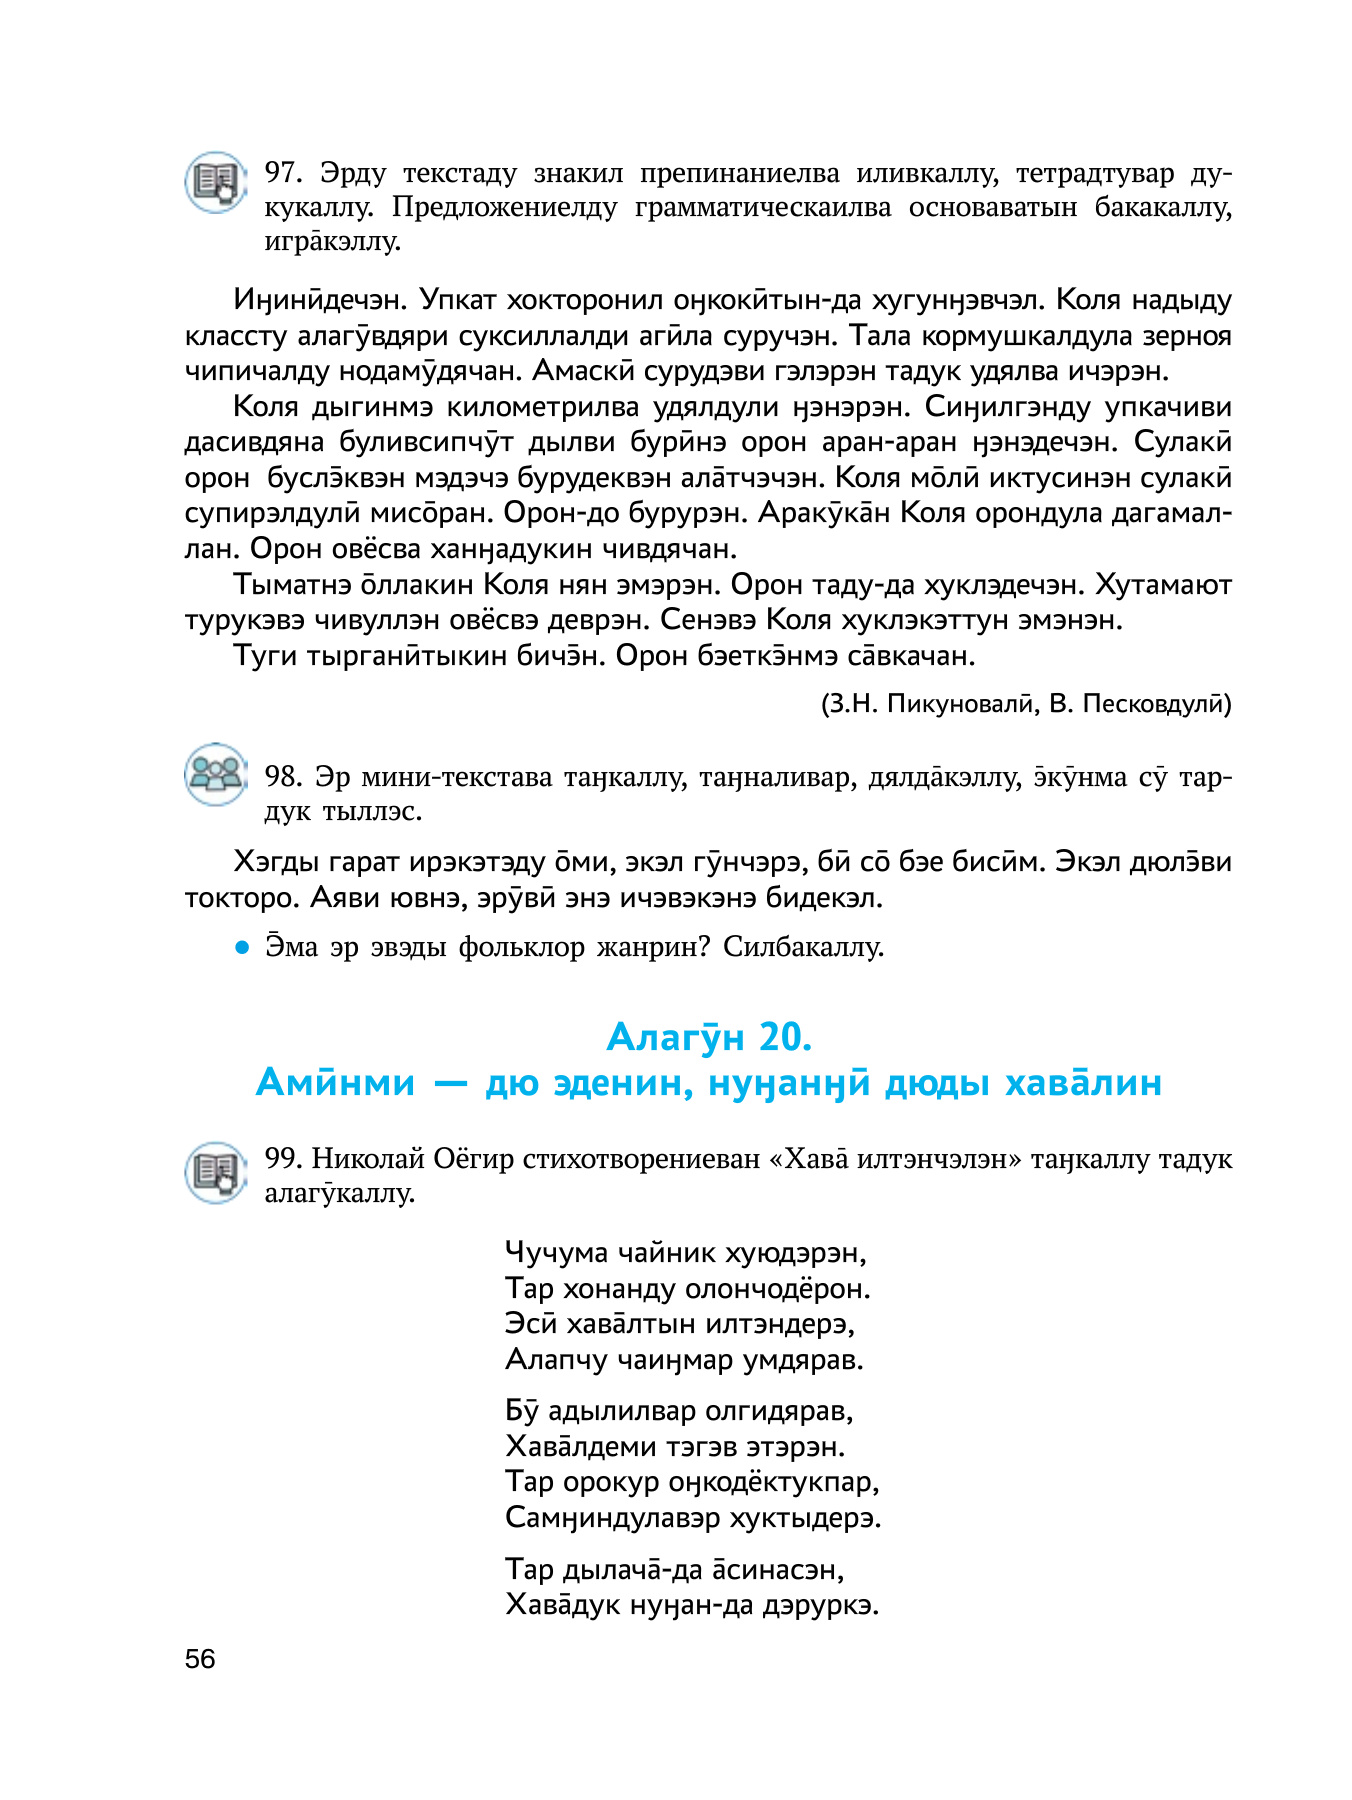 97. Эрду текстаду знакил препинаниелва иливкаллу, тетрадтувар ду-
кукаллу. Предложениелду грамматическаилва основаватын бакакаллу,
игра̄кэллу.
Иӈинӣдечэн. Упкат хокторонил оӈкокӣтын-да хугунӈэвчэл. Коля надыду
классту алагӯвдяри суксиллалди агӣла суручэн. Тала кормушкалдула зерноя
чипичалду нодамӯдячан. Амаскӣ сурудэви гэлэрэн тадук удялва ичэрэн.
Коля дыгинмэ километрилва удялдули ӈэнэрэн. Сиӈилгэнду упкачиви
дасивдяна буливсипчӯт дылви бурӣнэ орон аран-аран ӈэнэдечэн. Сулакӣ
орон буслэ̄квэн мэдэчэ бурудеквэн ала̄тчэчэн. Коля мо̄лӣ иктусинэн сулакӣ
супирэлдулӣ мисо̄ран. Орон-до бурурэн. Аракӯка̄н Коля орондула дагамал-
лан. Орон овёсва ханӈадукин чивдячан.
Тыматнэ о̄ллакин Коля нян эмэрэн. Орон таду-да хуклэдечэн. Хутамают
турукэвэ чивуллэн овёсвэ деврэн. Сенэвэ Коля хуклэкэттун эмэнэн.
Туги тырганӣтыкин бичэ̄н. Орон бэеткэ̄нмэ са̄вкачан.
(З.Н. Пикуновалӣ, В. Песковдулӣ)
98. Эр мини-текстава таӈкаллу, таӈналивар, дялда̄кэллу, э̄кӯнма сӯ тар-
дук тыллэс.
Хэгды гарат ирэкэтэду о̄ми, экэл гӯнчэрэ, бӣ со̄ бэе бисӣм. Экэл дюлэ̄ви
токторо. Аяви ювнэ, эрӯвӣ энэ ичэвэкэнэ бидекэл.
● Э̄ма эр эвэды фольклор жанрин? Силбакаллу.
Алагӯн 20.
Амӣнми — дю эденин, нуӈанӈӣ дюды хава̄лин
99. Николай Оёгир стихотворениеван «Хава̄ илтэнчэлэн» таӈкаллу тадук
алагӯкаллу.
Чучума чайник хуюдэрэн,
Тар хонанду олончодёрон.
Эсӣ хава̄лтын илтэндерэ,
Алапчу чаиӈмар умдярав.
Бӯ адылилвар олгидярав,
Хава̄лдеми тэгэв этэрэн.
Тар орокур оӈкодёктукпар,
Самӈиндулавэр хуктыдерэ.
Тар дылача̄-да а̄синасэн,
Хава̄дук нуӈан-да дэруркэ.
56